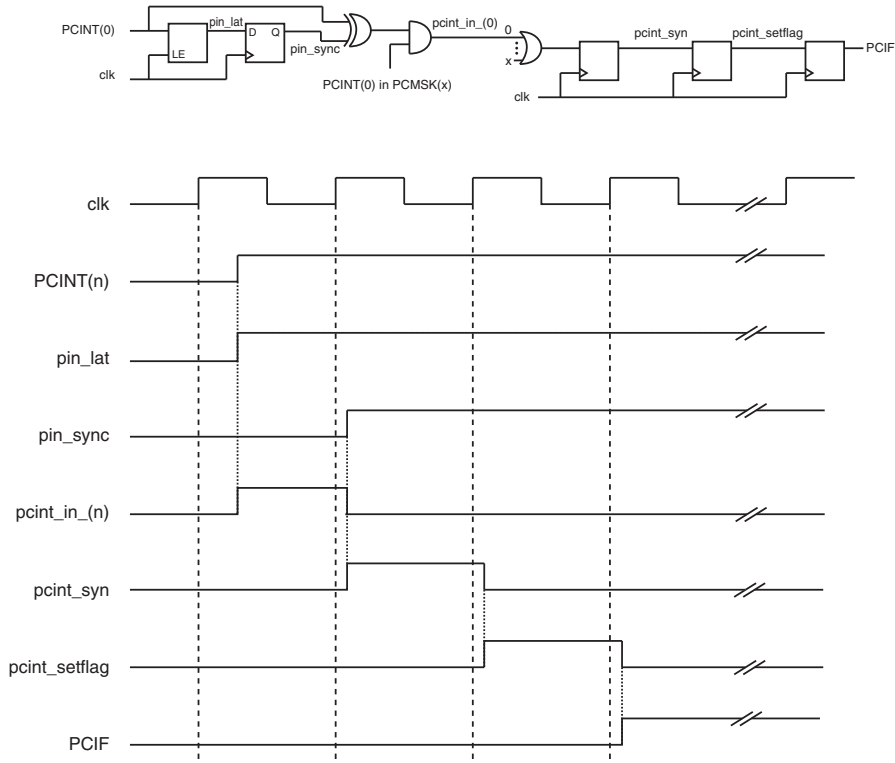 PCINT(0)
pin_lat
LE
D Q
pin_sync
clk
pcint_in_(0)
PCINT(0) in PCMSK(x)
0
x
clk
pcint_syn
pcint_setflag
PCIF
clk
PCINT(n)
pin_lat
pin_sync
pcint_in_(n)
pcint_syn
pcint_setflag
PCIF